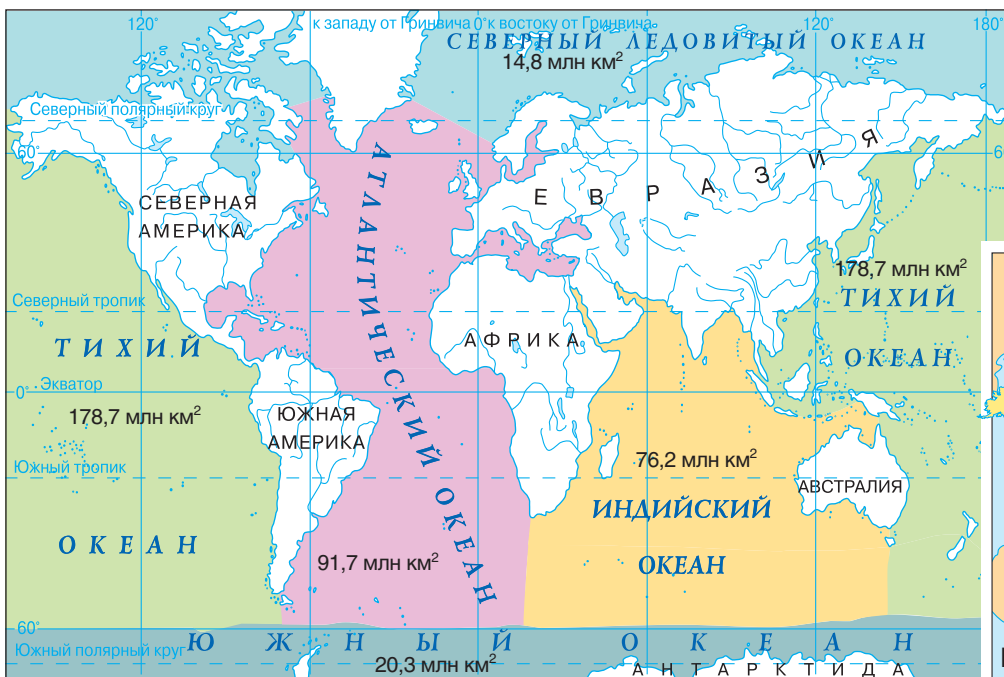 120° к западу от Гринвича 0° к востоку от Гринвича 120° 180°
СЕВЕРНЫЙ ЛЕДОВИТЫЙ ОКЕАН
14,8 млн км²
Северный полярный круг
60°
АТЛАНТИЧЕСКИЙ ОКЕАН
91,7 млн км²
СЕВЕРНАЯ
АМЕРИКА
ЕВРАЗИЯ
178,7 млн км²
ТИХИЙ
ОКЕАН
Северный тропик
ТИХИЙ
АФРИКА
Экватор
178,7 млн км²
ЮЖНАЯ
АМЕРИКА
Южный тропик
76,2 млн км²
АВСТРАЛИЯ
ИНДИЙСКИЙ
ОКЕАН
ОКЕАН
60°
ЮЖНЫЙ ОКЕАН
Южный полярный круг
20,3 млн км²
АНТАРКТИДА